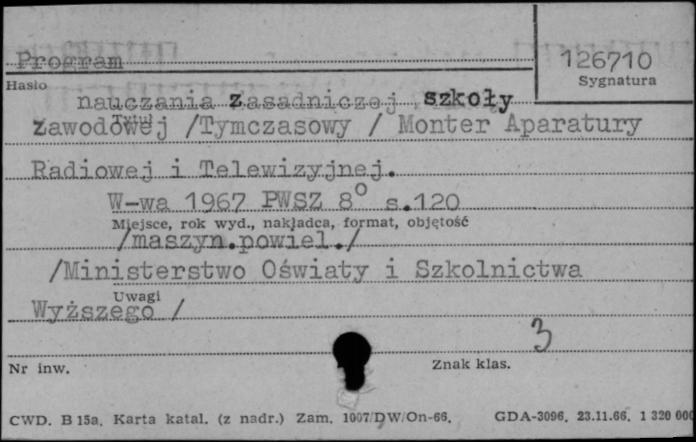 Program
126710
Hasło
Sygnatura
nauczania zasadniczej szkoły
zawodowej /Tymczasowy / Monter Aparatury
Tytuł
Radiowej i Telewizyjnej.
W-wa 1967 PWSZ 8° s.120
Miejsce, rok wyd., nakładca, format, objętość
/maszyn.powiel./
/Ministerstwo Oświaty i Szkolnictwa
Uwagi
Wyższego /
3
Nr inw.
Znak klas.
CWD. B 15a. Karta katal. (z nadr.) Zam. 1007/DW/On-66. GDA-3096. 23.11.66. 1 320 000